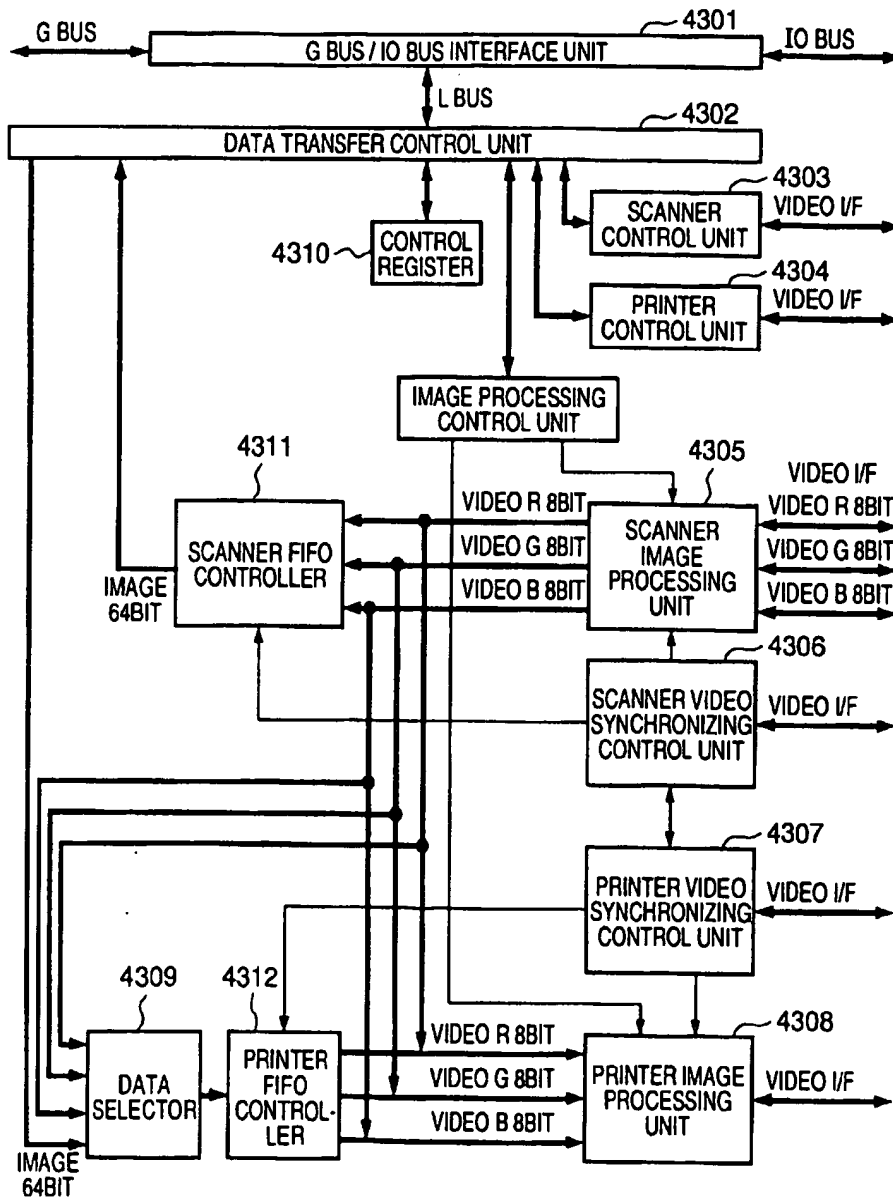 4301
G BUS
G BUS / IO BUS INTERFACE UNIT
IO BUS
L BUS
4302
DATA TRANSFER CONTROL UNIT
4303
SCANNER
CONTROL UNIT
VIDEO I/F
4310
CONTROL
REGISTER
4304
PRINTER
CONTROL UNIT
VIDEO I/F
IMAGE PROCESSING
CONTROL UNIT
4311
SCANNER FIFO
CONTROLLER
IMAGE
64BIT
VIDEO R 8BIT
VIDEO G 8BIT
VIDEO B 8BIT
4305
SCANNER
IMAGE
PROCESSING
UNIT
VIDEO I/F
VIDEO R 8BIT
VIDEO G 8BIT
VIDEO B 8BIT
4306
SCANNER VIDEO
SYNCHRONIZING
CONTROL UNIT
VIDEO I/F
4307
PRINTER VIDEO
SYNCHRONIZING
CONTROL UNIT
VIDEO I/F
4309
DATA
SELECTOR
IMAGE
64BIT
4312
PRINTER
FIFO
CONTROL-
LER
VIDEO R 8BIT
VIDEO G 8BIT
VIDEO B 8BIT
4308
PRINTER IMAGE
PROCESSING
UNIT
VIDEO I/F